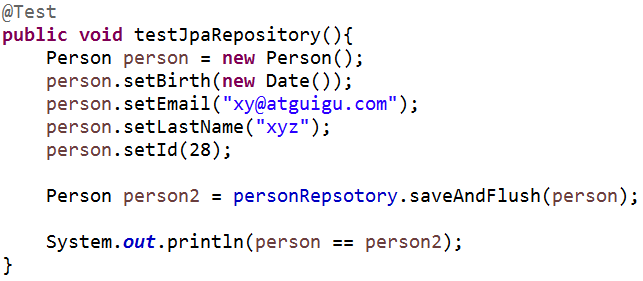 @Test
public void testJpaRepository(){
    Person person = new Person();
    person.setBirth(new Date());
    person.setEmail("xy@atguigu.com");
    person.setLastName("xyz");
    person.setId(28);

    Person person2 = personRepsotory.saveAndFlush(person);

    System.out.println(person == person2);
}